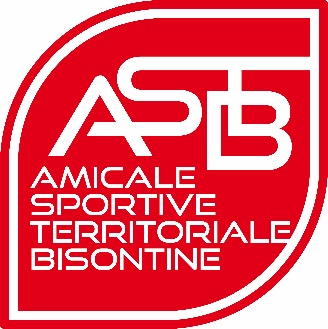 ASTB
AMICALE
SPORTIVE
TERRITORIALE
BISONTINE